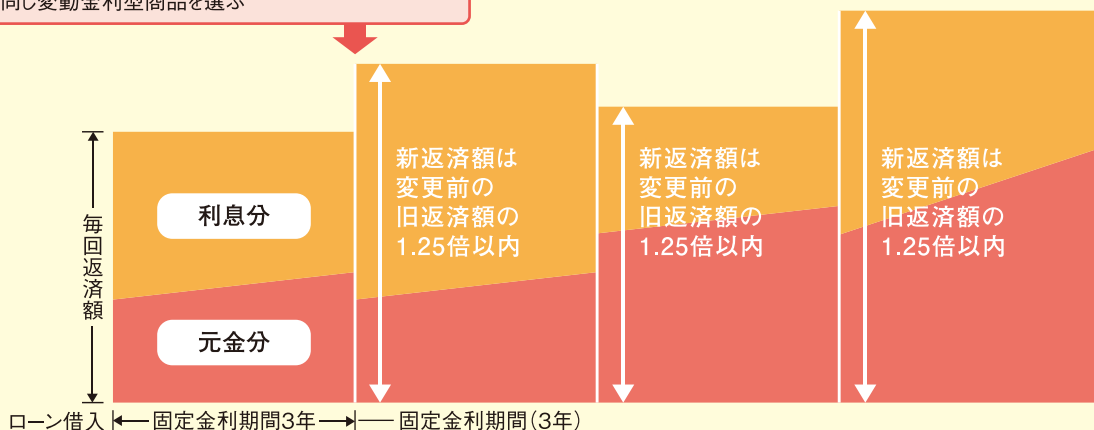 同じ変動金利型商品を選ぶ
毎回返済額
利息分
元金分
新返済額は
変更前の
旧返済額の
1.25倍以内
新返済額は
変更前の
旧返済額の
1.25倍以内
新返済額は
変更前の
旧返済額の
1.25倍以内
ローン借入
固定金利期間3年
固定金利期間(3年)